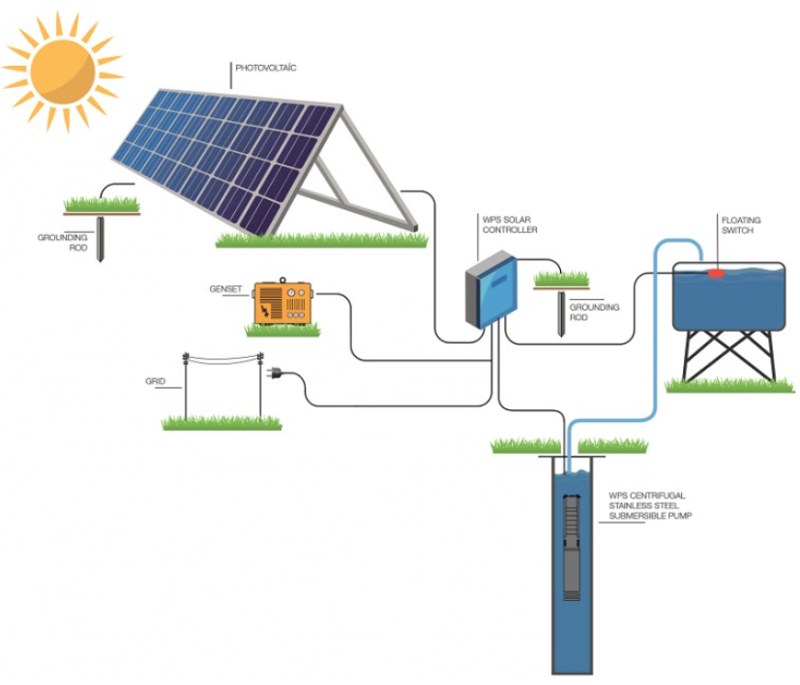 PHOTOVOLTAÏC
WPS SOLAR
CONTROLLER
FLOATING
SWITCH
GROUNDING
ROD
GENSET
GROUNDING
ROD
GRID
WPS CENTRIFUGAL
STAINLESS STEEL
SUBMERSIBLE PUMP